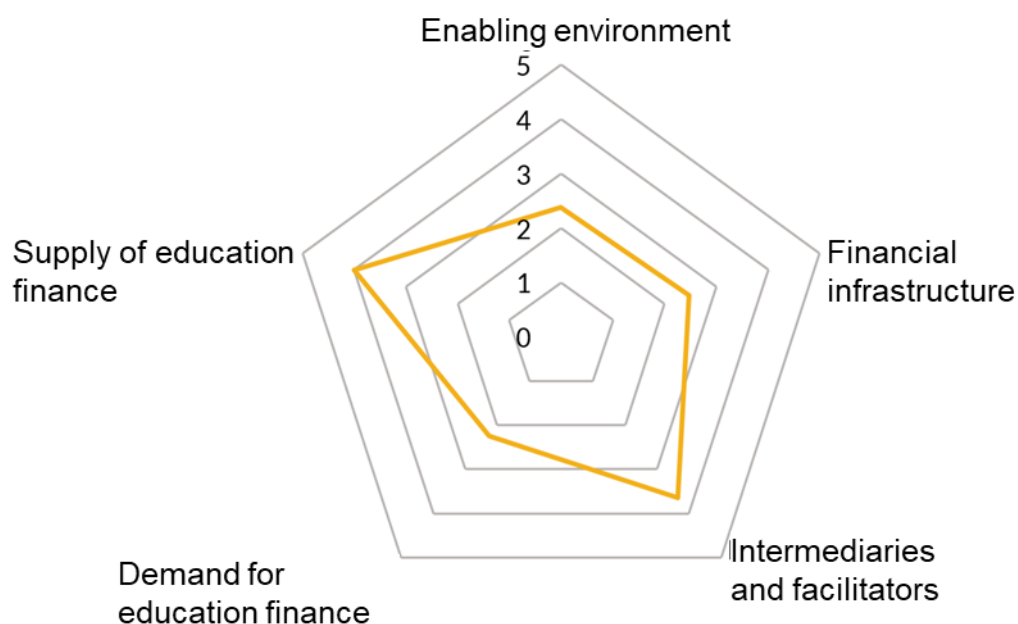 Enabling environment
5
4
3
2
1
0
Supply of education
finance
Financial
infrastructure
Intermediaries
and facilitators
Demand for
education finance